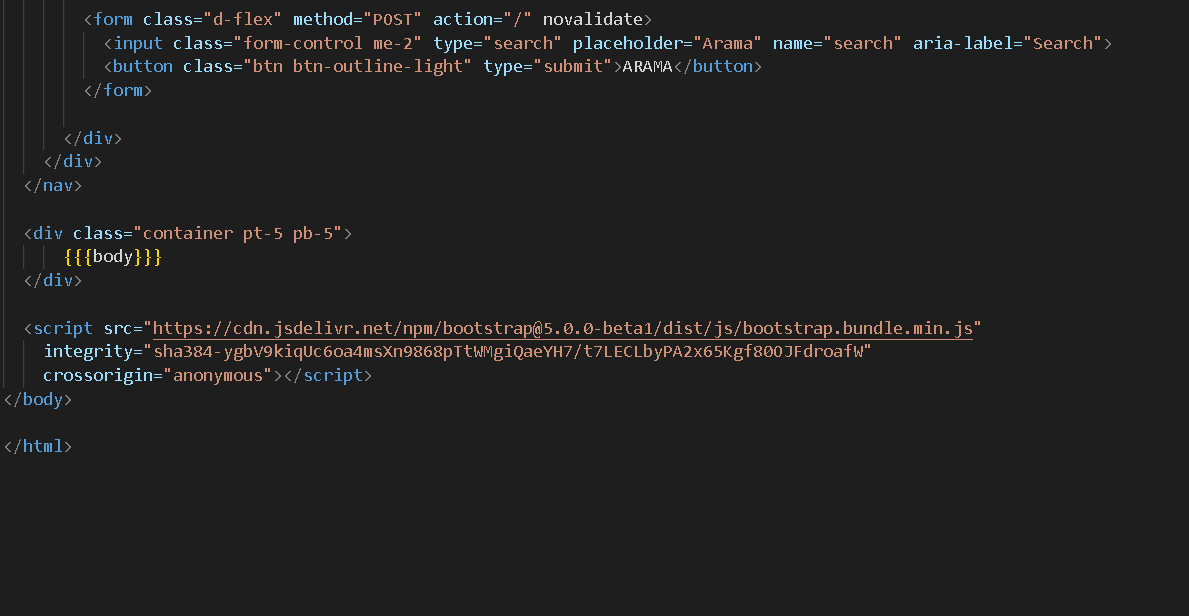 <form class="d-flex" method="POST" action="/" novalidate>
<input class="form-control me-2" type="search" placeholder="Arama" name="search" aria-label="Search">
<button class="btn btn-outline-light" type="submit">ARAMA</button>
</form>
</div>
</div>
</nav>
<div class="container pt-5 pb-5">
{{{body}}}
</div>
<script src="https://cdn.jsdelivr.net/npm/bootstrap@5.0.0-beta1/dist/js/bootstrap.bundle.min.js"
integrity="sha384-ygbV9kiqUc6oa4msXn9868pTtWMgiQaeYH7/t7LECLbyPA2x65Kgf80OJFdroafW"
crossorigin="anonymous"></script>
</body>
</html>